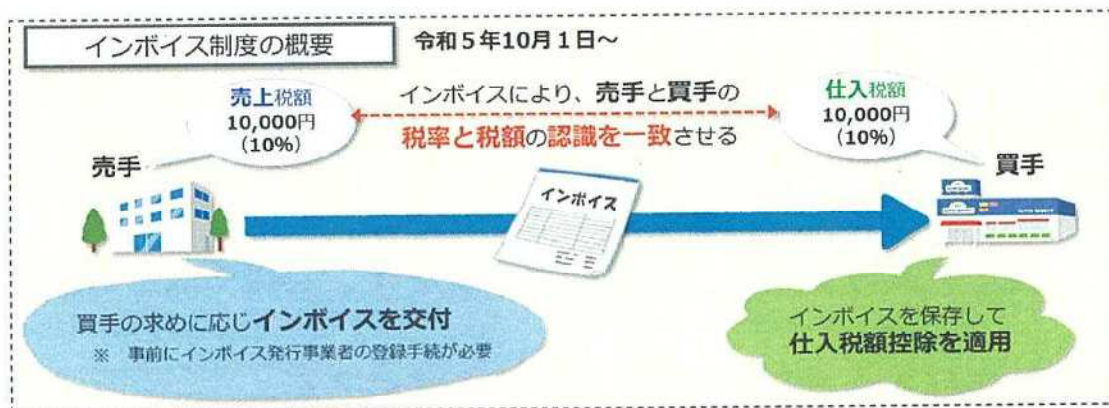 インボイス制度の概要
令和5年10月1日～
売上税額
10,000円
(10%)
インボイスにより、売手と買手の
税率と税額の認識を一致させる
仕入税額
10,000円
(10%)
売手
買手
インボイス
買手の求めに応じインボイスを交付
※ 事前にインボイス発行事業者の登録手続が必要
インボイスを保存して
仕入税額控除を適用